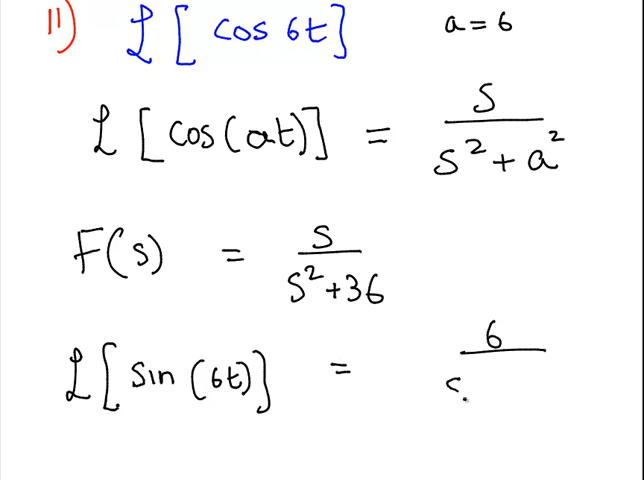 11) ℒ[cos 6t] a = 6
ℒ[cos(at)] = s/(s² + a²)
F(s) = s/(s² + 36)
ℒ[sin(6t)] = 6/s